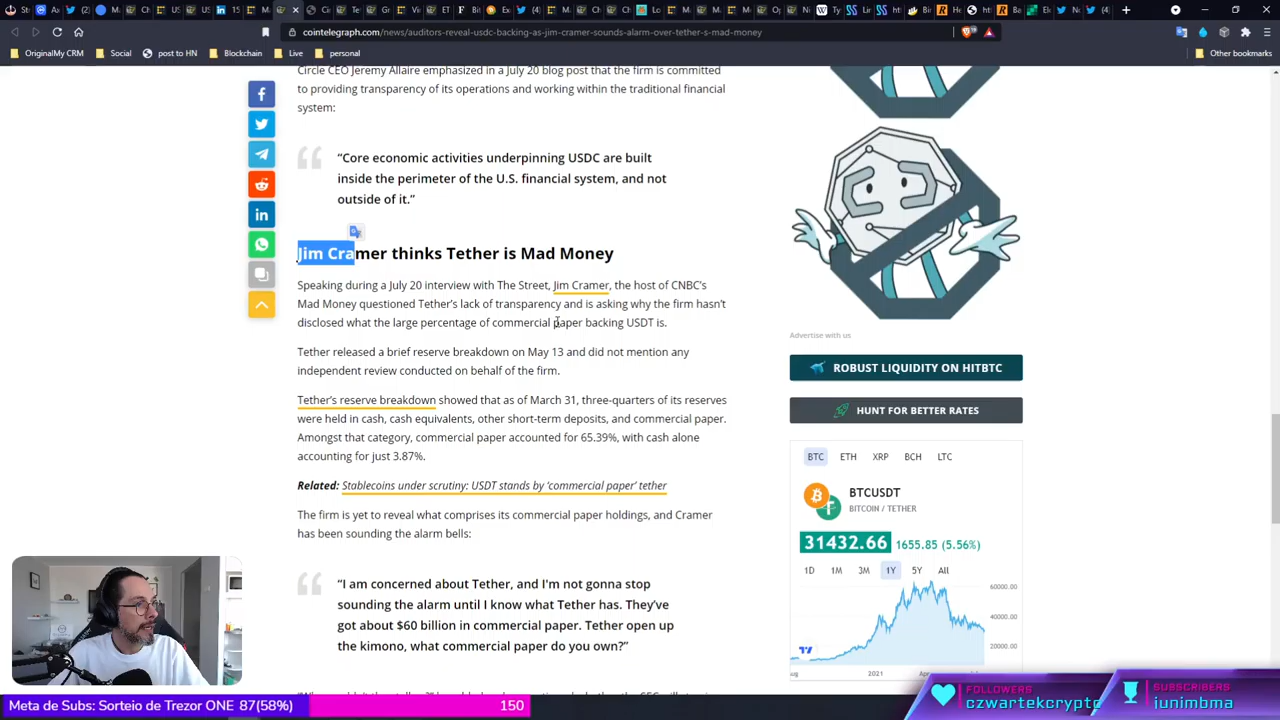 cointelegraph.com/news/auditors-reveal-usdc-backing-as-jim-cramer-sounds-alarm-over-tether-s-mad-money
OriginalMy CRM
Social
post to HN
Blockchain
Live
personal
Other bookmarks
Circle CEO Jeremy Allaire emphasized in a July 20 blog post that the firm is committed
to providing transparency of its operations and working within the traditional financial
system:
“Core economic activities underpinning USDC are built
inside the perimeter of the U.S. financial system, and not
outside of it.”
Jim Cramer thinks Tether is Mad Money
Speaking during a July 20 interview with The Street, Jim Cramer, the host of CNBC’s
Mad Money questioned Tether’s lack of transparency and is asking why the firm hasn’t
disclosed what the large percentage of commercial paper backing USDT is.
Tether released a brief reserve breakdown on May 13 and did not mention any
independent review conducted on behalf of the firm.
Tether’s reserve breakdown showed that as of March 31, three-quarters of its reserves
were held in cash, cash equivalents, other short-term deposits, and commercial paper.
Amongst that category, commercial paper accounted for 65.39%, with cash alone
accounting for just 3.87%.
Related: Stablecoins under scrutiny: USDT stands by ‘commercial paper’ tether
The firm is yet to reveal what comprises its commercial paper holdings, and Cramer
has been sounding the alarm bells:
“I am concerned about Tether, and I'm not gonna stop
sounding the alarm until I know what Tether has. They’ve
got about $60 billion in commercial paper. Tether open up
the kimono, what commercial paper do you own?”
Advertise with us
ROBUST LIQUIDITY ON HITBTC
HUNT FOR BETTER RATES
BTC ETH XRP BCH LTC
BTCUSDT
BITCOIN / TETHER
31432.66 1655.85 (5.56%)
1D 1M 3M 1Y 5Y All
60000.00
40000.00
20000.00
2021
Meta de Subs: Sorteio de Trezor ONE 87(58%) 150
FOLLOWERS
czwartekcrypto
SUBSCRIBERS
junimbma